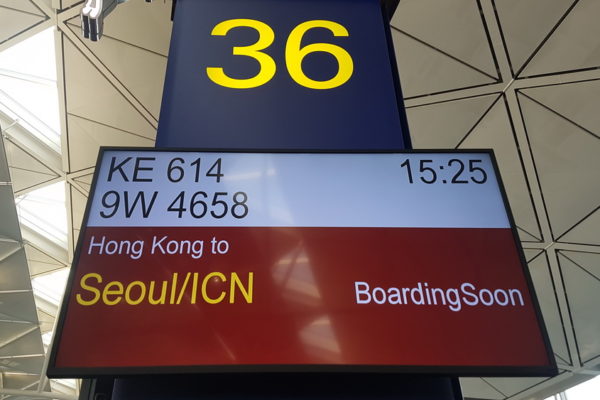 36
KE 614 15:25
9W 4658
Hong Kong to
Seoul/ICN BoardingSoon